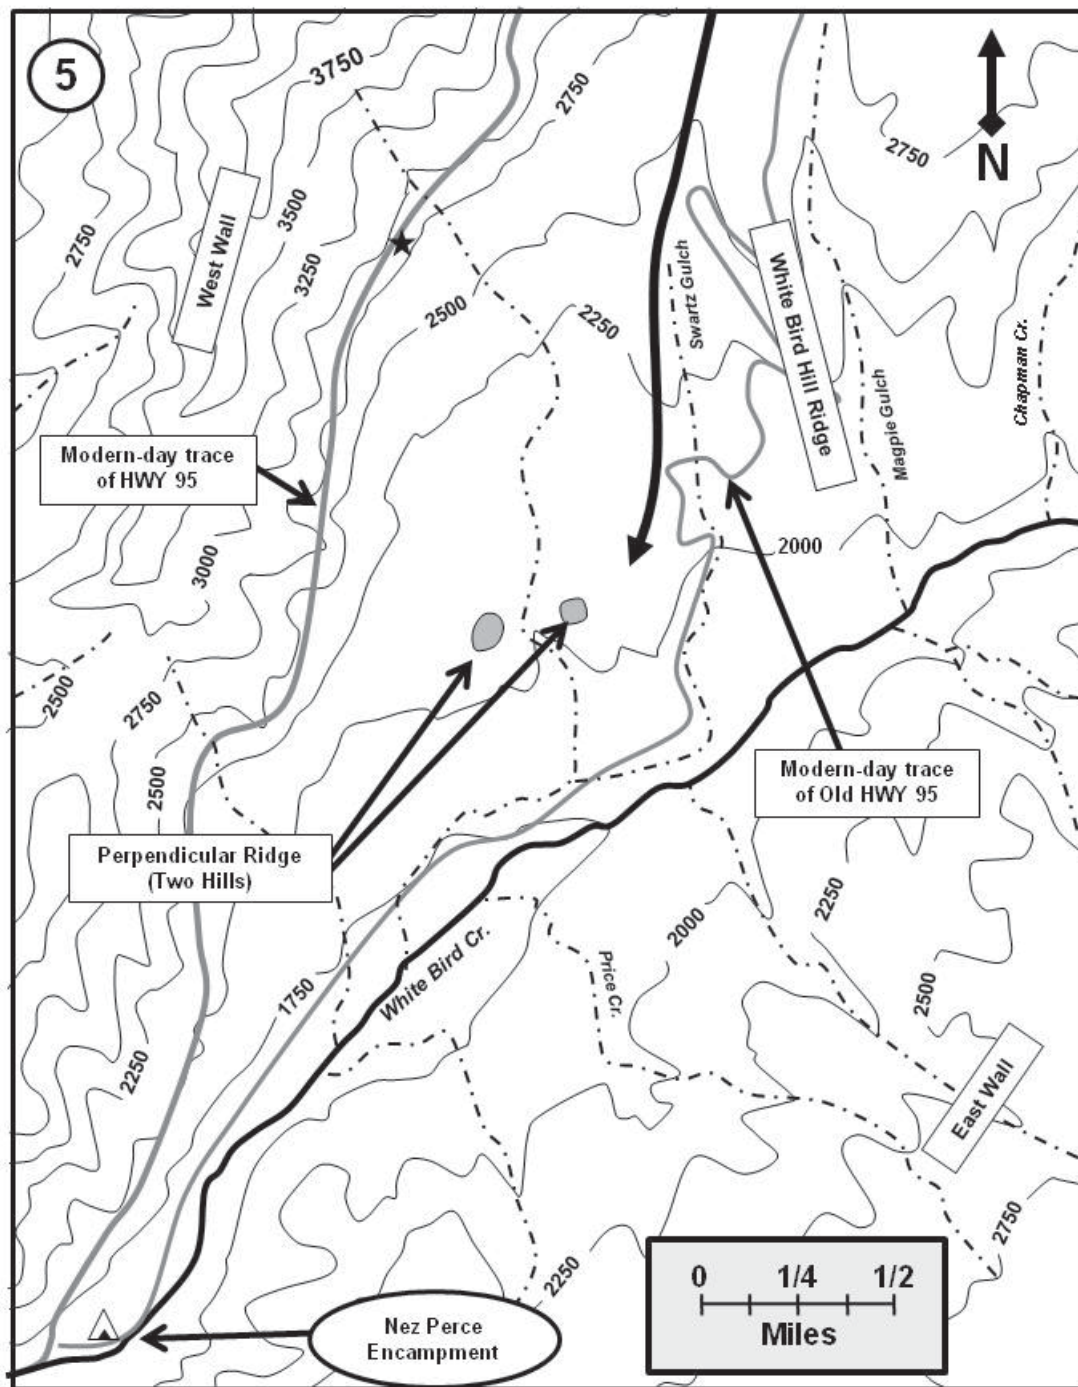 5
3750
2750
N
2750
3500
West Wall
2750
3250
2500
2250
Swartz Gulch
White Bird Hill Ridge
Chapman Cr.
Magpie Gulch
Modern-day trace
of HWY 95
2000
3000
2500
2750
2500
Modern-day trace
of Old HWY 95
Perpendicular Ridge
(Two Hills)
2250
2000
White Bird Cr.
Price Cr.
1750
2500
2250
East Wall
2750
2250
0 1/4 1/2
Miles
Nez Perce
Encampment